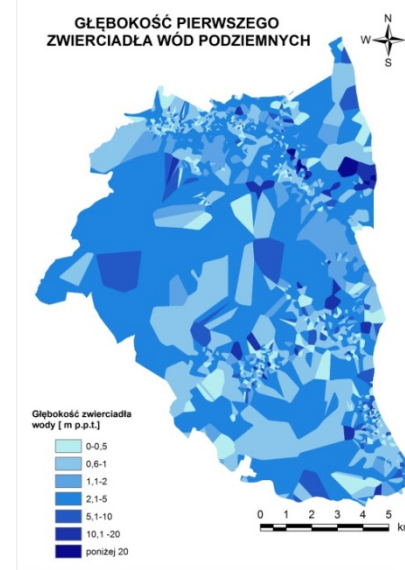 GŁĘBOKOŚĆ PIERWSZEGO
ZWIERCIADŁA WÓD PODZIEMNYCH
N
W E
S
Głębokość zwierciadła
wody [ m p.p.t.]
0-0,5
0,6-1
1,1-2
2,1-5
5,1-10
10,1 -20
poniżej 20
0 1 2 3 4 5
km